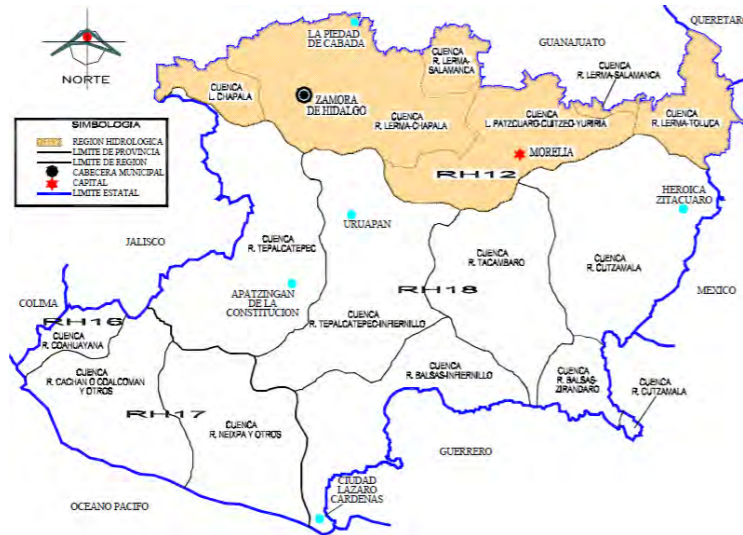 NORTE
LA PIEDAD
DE CABADA
QUERETAR
GUANAJUATO
CUENCA
R. LERMA-
SALAMANCA
CUENCA
R. LERMA-SALAMANCA
CUENCA
L. CHAPALA
ZAMORA
DE HIDALGO
CUENCA
R. LERMA-CHAPALA
CUENCA
L. PATZCUARO-CUITZEO-YURIRIA
CUENCA
R. LERMA-TOLUCA
SIMBOLOGIA
REGION HIDROLOGICA
LIMITE DE PROVINCIA
LIMITE DE REGION
CABECERA MUNICIPAL
CAPITAL
LIMITE ESTATAL
MORELIA
RH12
HEROICA
ZITACUARO
URUAPAN
JALISCO
CUENCA
R. TEPALCATEPEC
CUENCA
R. TACAMBARO
CUENCA
R. CUTZAMALA
APATZINGAN
DE LA
CONSTITUCION
RH18
MEXICO
COLIMA
RH16
CUENCA
R. COAHUAYANA
CUENCA
R. TEPALCATEPEC-INFIERNILLO
CUENCA
R. CACHAN O COALCOMAN
Y OTROS
CUENCA
R. BALSAS-INFIERNILLO
CUENCA
R. BALSAS-
ZIRANDARO
CUENCA
R. CUTZAMALA
RH17
CUENCA
R. NEIXPA Y OTROS
GUERRERO
CIUDAD
LAZARO
CARDENAS
OCEANO PACIFO